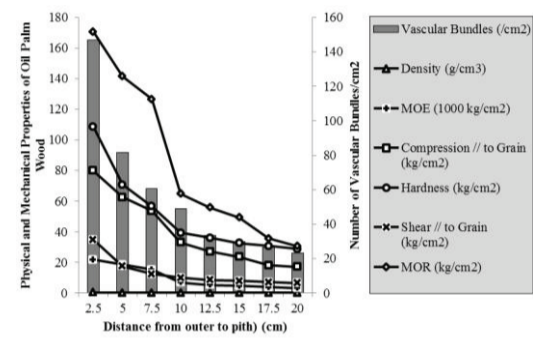 Physical and Mechanical Properties of Oil Palm
Wood
180
160
140
120
100
80
60
40
20
0
2.5 5 7.5 10 12.5 15 17.5 20
Distance from outer to pith) (cm)
160
140
120
100
80
60
40
20
0
Number of Vascular Bundles/cm2
Vascular Bundles (/cm2)
Density (g/cm3)
MOE (1000 kg/cm2)
Compression // to Grain
(kg/cm2)
Hardness (kg/cm2)
Shear // to Grain
(kg/cm2)
MOR (kg/cm2)